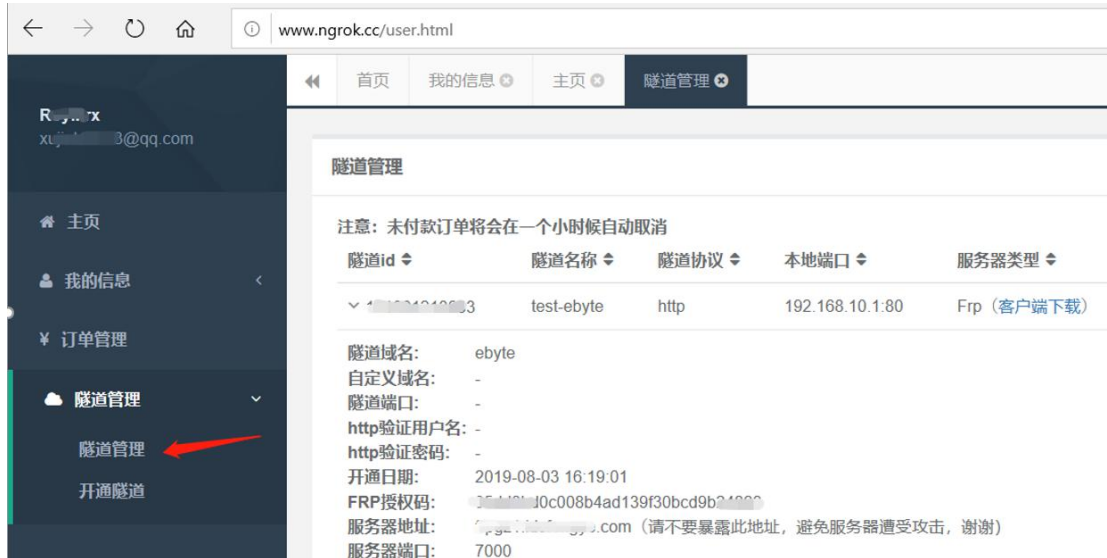 www.ngrok.cc/user.html
首页 我的信息 主页 隧道管理
@qq.com
隧道管理
主页
注意：未付款订单将会在一个小时候自动取消
隧道id 隧道名称 隧道协议 本地端口 服务器类型
我的信息
test-ebyte http 192.168.10.1:80 Frp（客户端下载）
¥ 订单管理
隧道域名： ebyte
自定义域名： -
隧道管理
隧道端口： -
http验证用户名： -
隧道管理
http验证密码： -
开通日期： 2019-08-03 16:19:01
开通隧道
FRP授权码：
服务器地址： .com（请不要暴露此地址，避免服务器遭受攻击，谢谢）
服务器端口： 7000